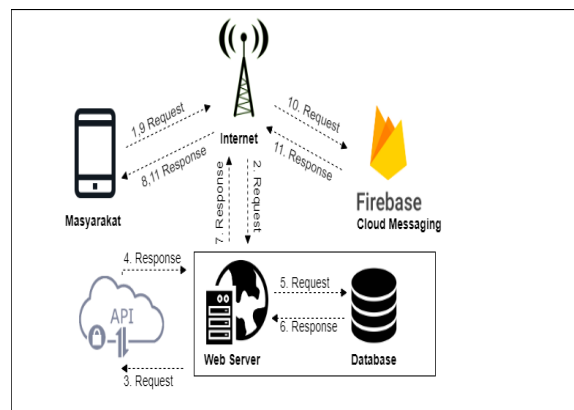 1,9 Request
10. Request
Internet
8,11 Response
11. Response
Masyarakat
Firebase
Cloud Messaging
7. Response
2. Request
4. Response
API
5. Request
6. Response
Web Server
Database
3. Request